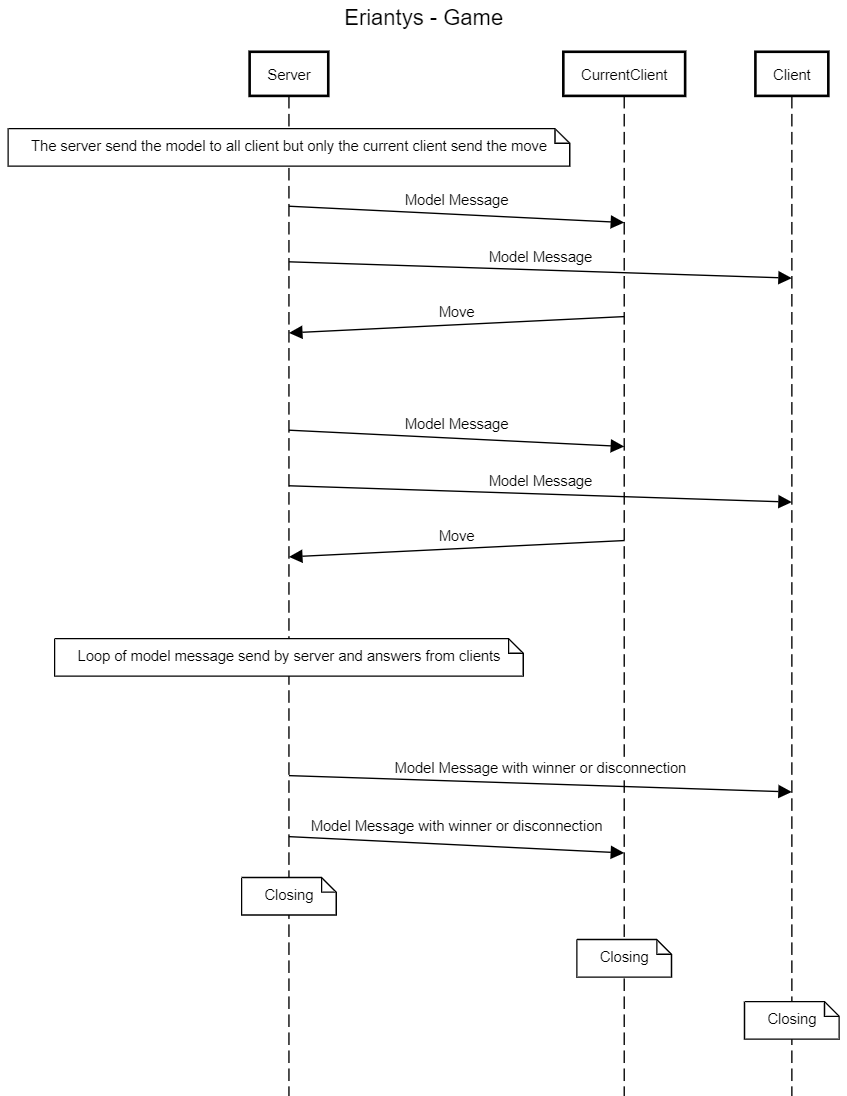 Eriantys - Game
Server
CurrentClient
Client
The server send the model to all client but only the current client send the move
Model Message
Model Message
Move
Model Message
Model Message
Move
Loop of model message send by server and answers from clients
Model Message with winner or disconnection
Model Message with winner or disconnection
Closing
Closing
Closing